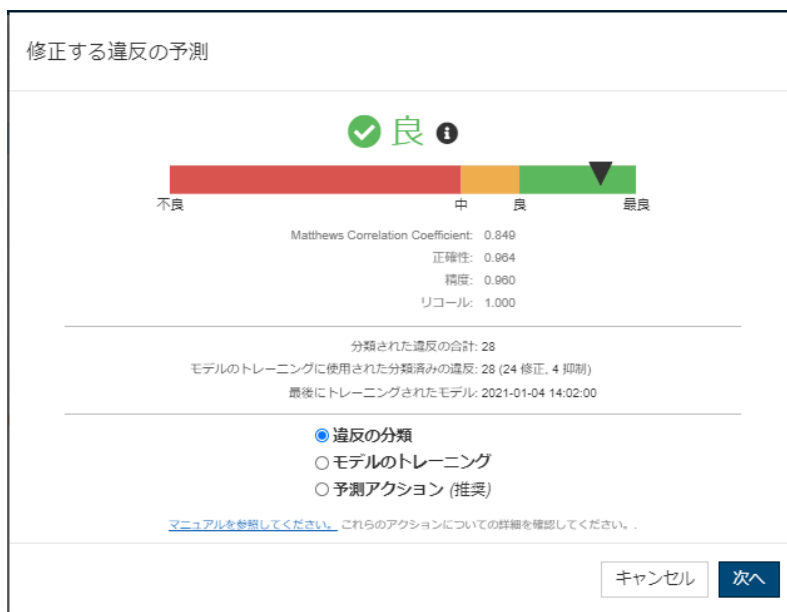 修正する違反の予測
良
不良 中 良 最良
Matthews Correlation Coefficient: 0.849
正確性: 0.964
精度: 0.960
リコール: 1.000
分類された違反の合計: 28
モデルのトレーニングに使用された分類済みの違反: 28 (24 修正, 4 抑制)
最後にトレーニングされたモデル: 2021-01-04 14:02:00
違反の分類
モデルのトレーニング
予測アクション (推奨)
マニュアルを参照してください。 これらのアクションについての詳細を確認してください。.
キャンセル 次へ